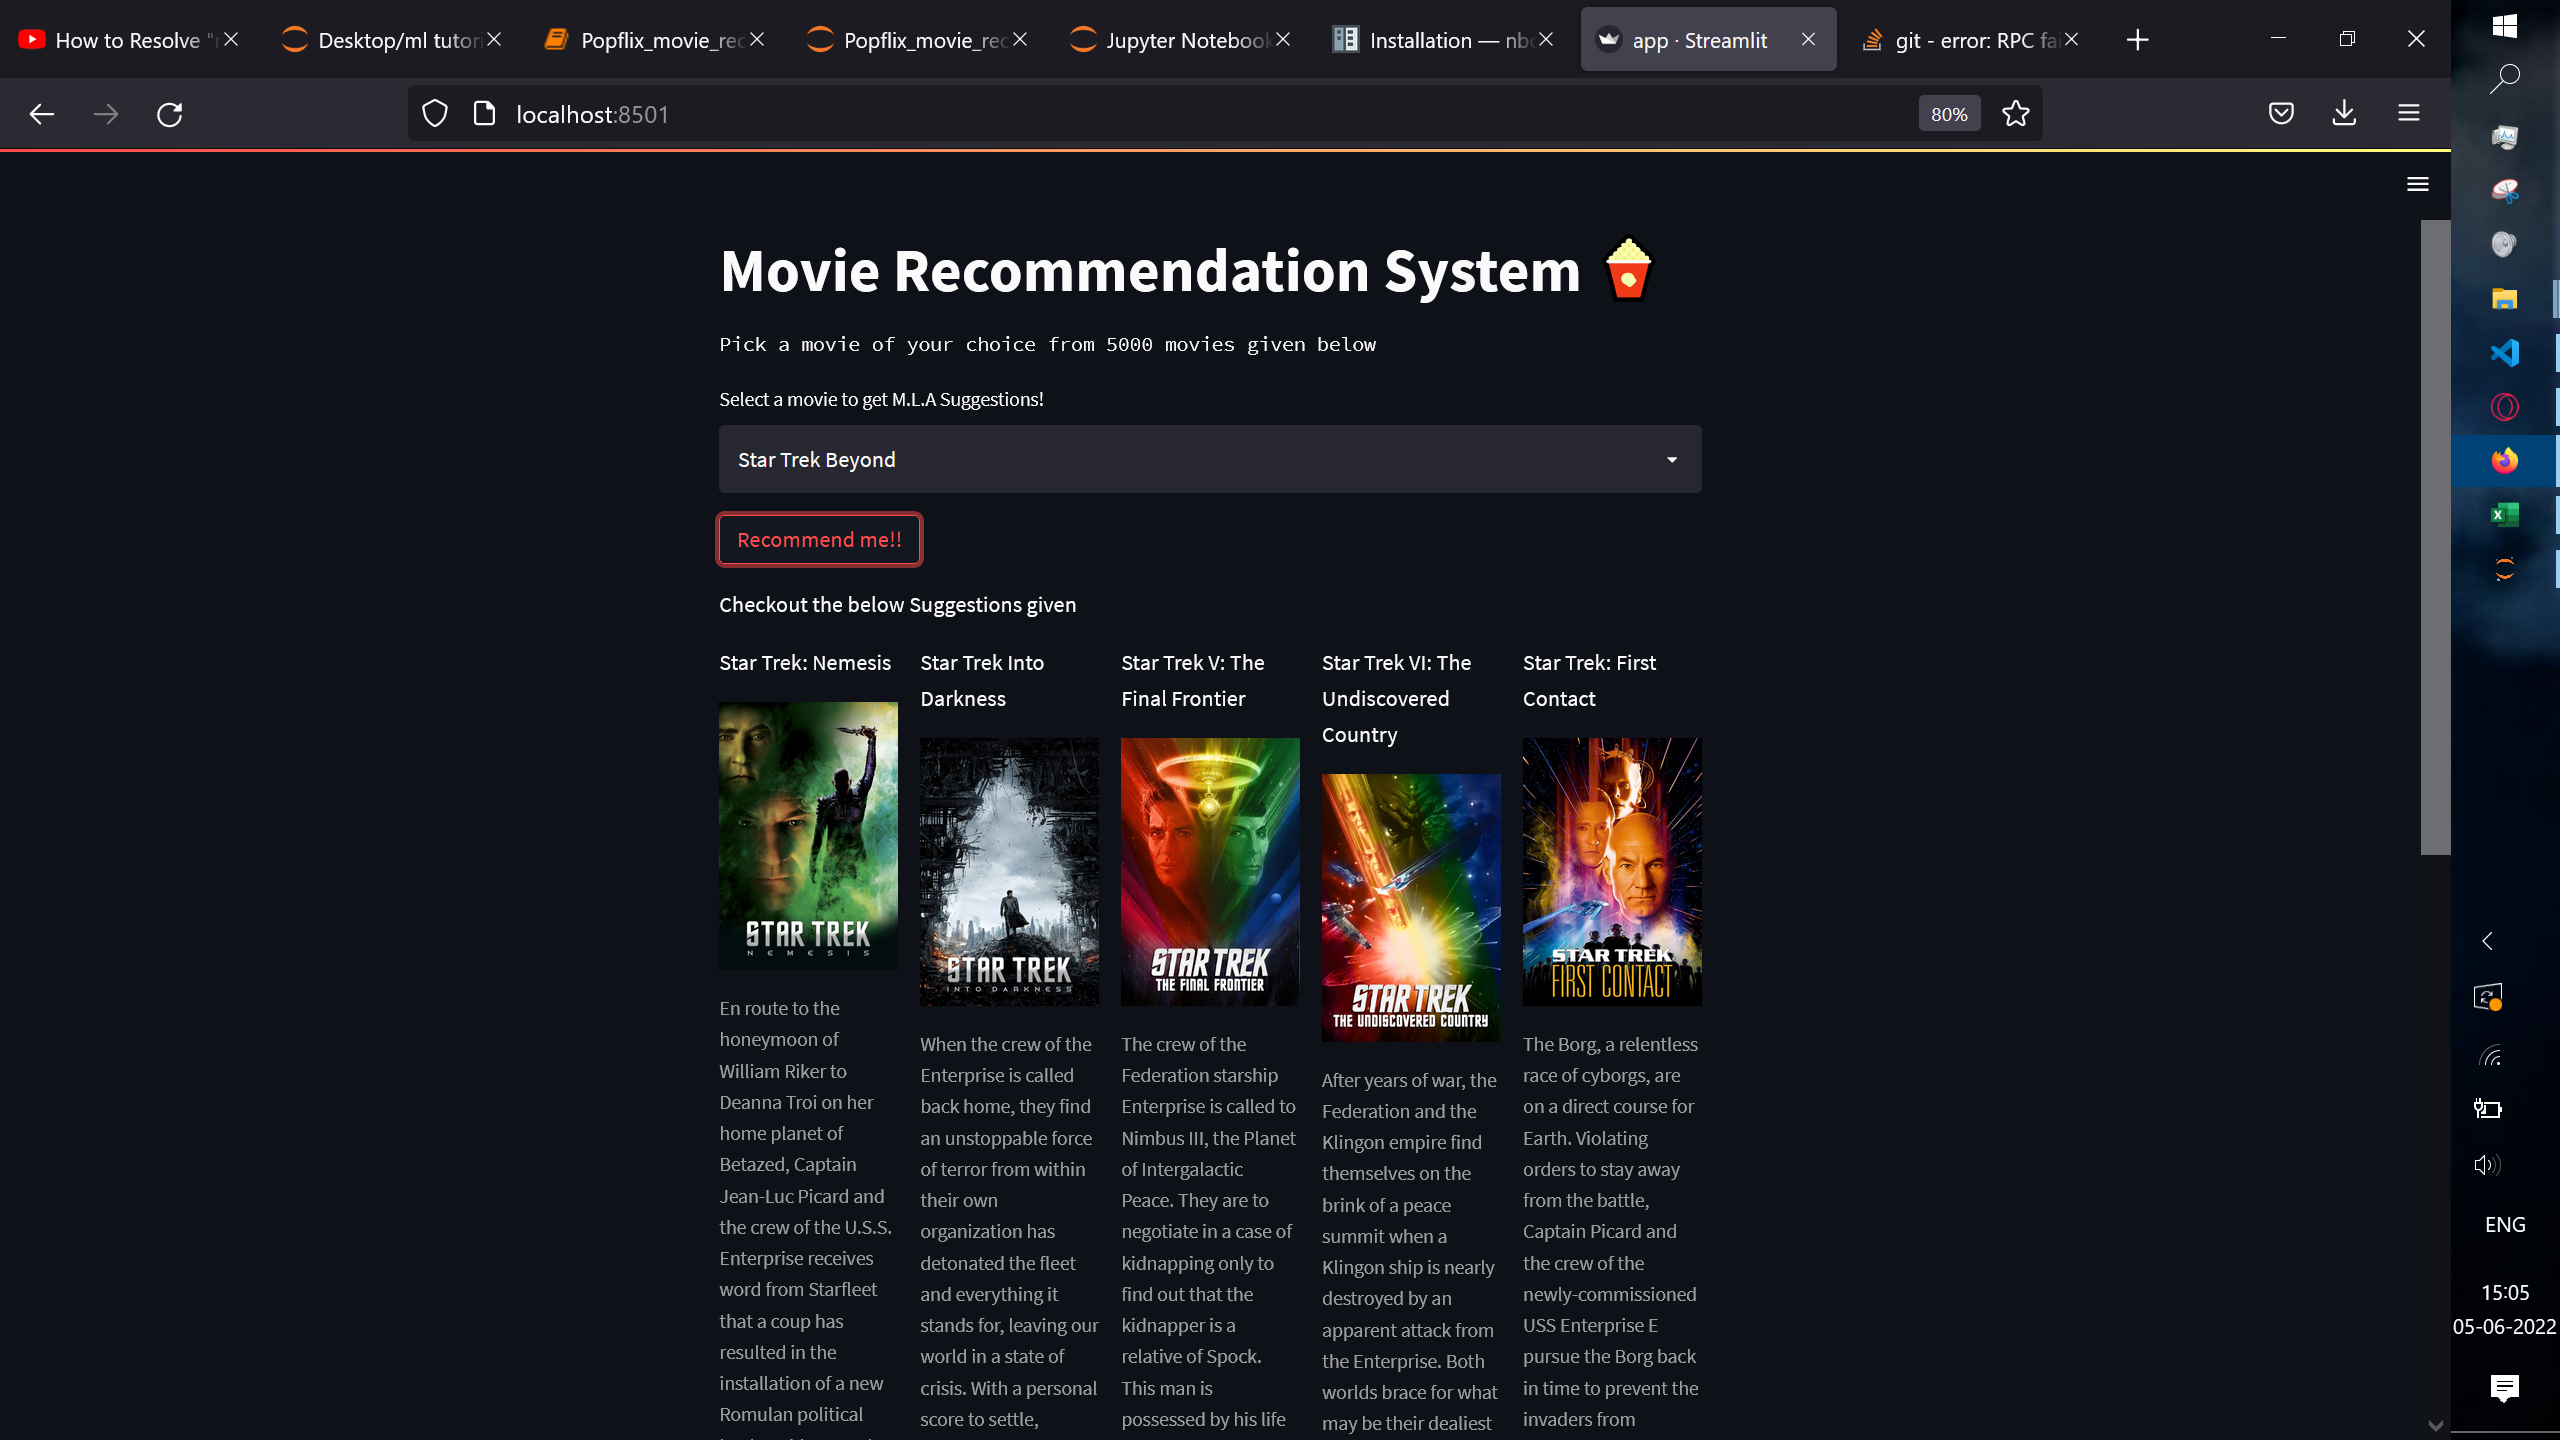 How to Resolve "r
Desktop/ml tutori
Popflix_movie_rec
Popflix_movie_rec
Jupyter Notebook
Installation — nbc
app · Streamlit
git - error: RPC fai
localhost:8501
80%
Movie Recommendation System
Pick a movie of your choice from 5000 movies given below
Select a movie to get M.L.A Suggestions!
Star Trek Beyond
Recommend me!!
Checkout the below Suggestions given
Star Trek: Nemesis
STAR TREK
NEMESIS
En route to the
honeymoon of
William Riker to
Deanna Troi on her
home planet of
Betazed, Captain
Jean-Luc Picard and
the crew of the U.S.S.
Enterprise receives
word from Starfleet
that a coup has
resulted in the
installation of a new
Romulan political
Star Trek Into
Darkness
STAR TREK
INTO DARKNESS
When the crew of the
Enterprise is called
back home, they find
an unstoppable force
of terror from within
their own
organization has
detonated the fleet
and everything it
stands for, leaving our
world in a state of
crisis. With a personal
score to settle,
Star Trek V: The
Final Frontier
STAR TREK
THE FINAL FRONTIER
The crew of the
Federation starship
Enterprise is called to
Nimbus III, the Planet
of Intergalactic
Peace. They are to
negotiate in a case of
kidnapping only to
find out that the
kidnapper is a
relative of Spock.
This man is
possessed by his life
Star Trek VI: The
Undiscovered
Country
STAR TREK
THE UNDISCOVERED COUNTRY
After years of war, the
Federation and the
Klingon empire find
themselves on the
brink of a peace
summit when a
Klingon ship is nearly
destroyed by an
apparent attack from
the Enterprise. Both
worlds brace for what
may be their dealiest
Star Trek: First
Contact
STAR TREK
FIRST CONTACT
The Borg, a relentless
race of cyborgs, are
on a direct course for
Earth. Violating
orders to stay away
from the battle,
Captain Picard and
the crew of the
newly-commissioned
USS Enterprise E
pursue the Borg back
in time to prevent the
invaders from
ENG
15:05
05-06-2022